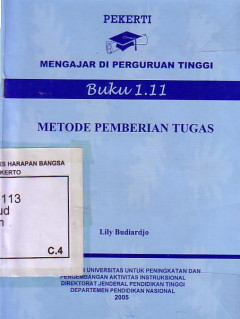 PEKERTI
MENGAJAR DI PERGURUAN TINGGI
Buku 1.11
METODE PEMBERIAN TUGAS
S HARAPAN BANGSA
KERTO
113
ud
C.4
Lily Budiardjo
UNIVERSITAS UNTUK PENINGKATAN DAN
PENGEMBANGAN AKTIVITAS INSTRUKSIONAL
DIREKTORAT JENDERAL PENDIDIKAN TINGGI
DEPARTEMEN PENDIDIKAN NASIONAL
2005